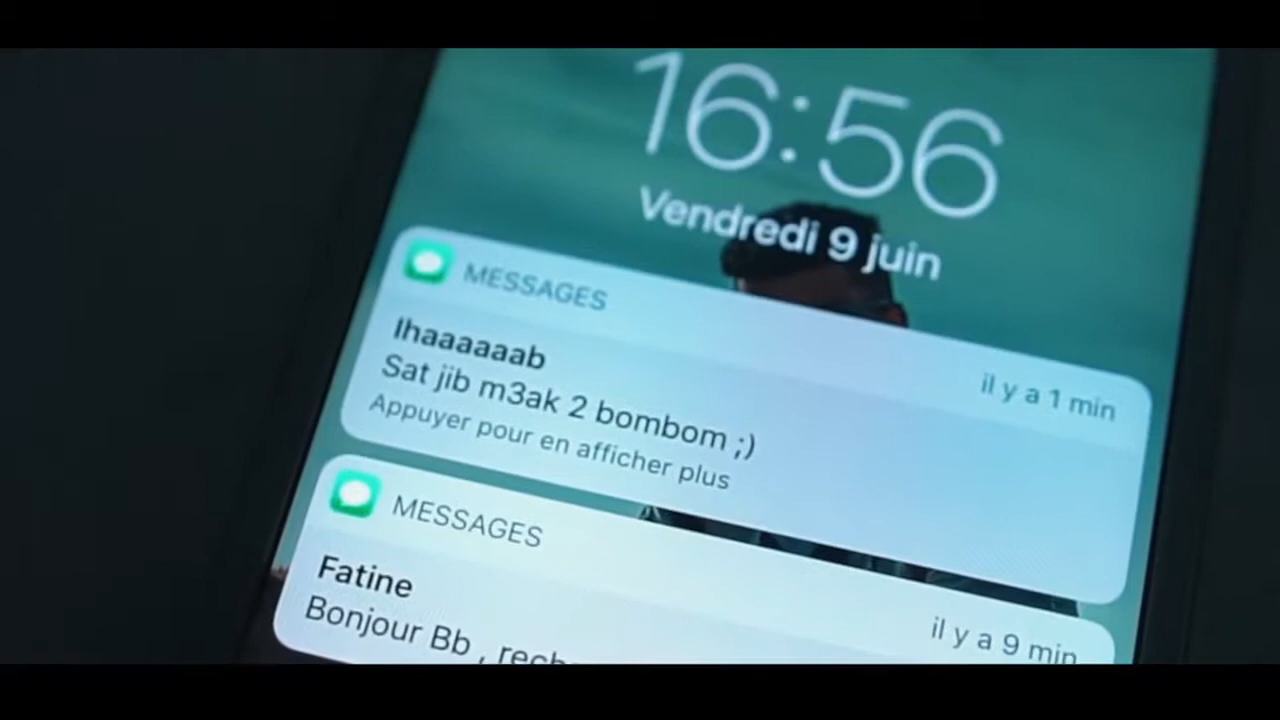 16:56
Vendredi 9 juin
MESSAGES
il y a 1 min
Ihaaaaaab
Sat jib m3ak 2 bombom ;)
Appuyer pour en afficher plus
MESSAGES
il y a 9 min
Fatine
Bonjour Bb ,